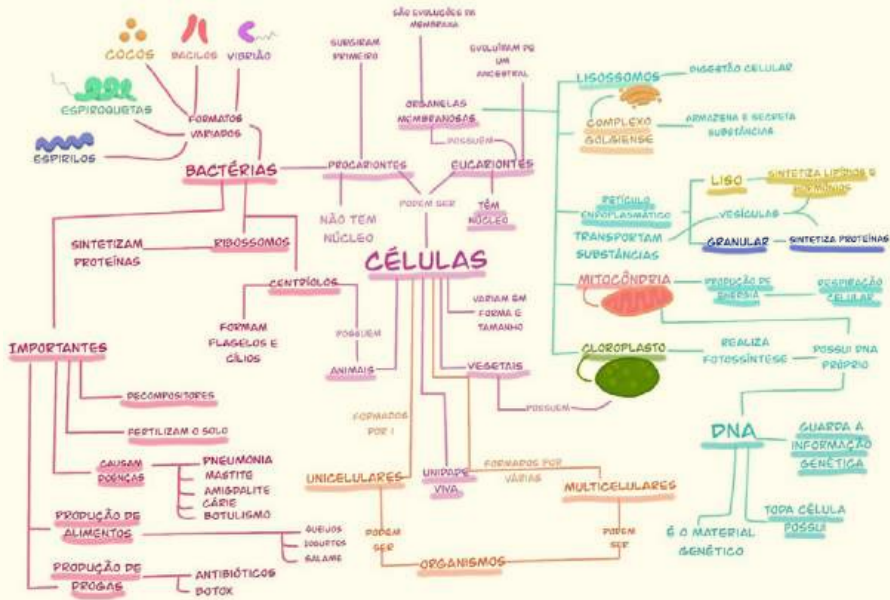 SÃO EVOLUÇÕES DA
MEMBRANA
COCOS
BACILOS
VIBRIÃO
SURGIRAM
PRIMEIRO
EVOLUÍRAM DE
UM
ANCESTRAL
ESPIROQUETAS
FORMATOS
VARIADOS
ESPIRILOS
ORGANELAS
MEMBRANOSAS
POSSUEM
LISOSSOMOS
DIGESTÃO CELULAR
COMPLEXO
GOLGIENSE
ARMAZENA E SECRETA
SUBSTÂNCIAS
BACTÉRIAS
PROCARIONTES
EUCARIONTES
PODEM SER
NÃO TEM
NÚCLEO
TÊM
NÚCLEO
RETÍCULO
ENDOPLASMÁTICO
LISO
SINTETIZA LIPÍDIOS E
HORMÔNIOS
VESÍCULAS
TRANSPORTAM
SUBSTÂNCIAS
GRANULAR
SINTETIZA PROTEÍNAS
SINTETIZAM
PROTEÍNAS
RIBOSSOMOS
CÉLULAS
CENTRÍOLOS
MITOCÔNDRIA
PRODUÇÃO DE
ENERGIA
RESPIRAÇÃO
CELULAR
VARIAM EM
FORMA E
TAMANHO
FORMAM
FLAGELOS E
CÍLIOS
POSSUEM
IMPORTANTES
ANIMAIS
VEGETAIS
CLOROPLASTO
REALIZA
FOTOSSÍNTESE
POSSUI DNA
PRÓPRIO
POSSUEM
DECOMPOSITORES
FERTILIZAM O SOLO
FORMADOS
POR 1
DNA
GUARDA A
INFORMAÇÃO
GENÉTICA
CAUSAM
DOENÇAS
PNEUMONIA
MASTITE
AMIGDALITE
CÁRIE
BOTULISMO
UNICELULARES
UNIDADE
VIVA
FORMADOS POR
VÁRIAS
MULTICELULARES
PRODUÇÃO DE
ALIMENTOS
QUEIJOS
IOGURTES
SALAME
PODEM
SER
ORGANISMOS
PODEM
SER
É O MATERIAL
GENÉTICO
TODA CÉLULA
POSSUI
PRODUÇÃO DE
DROGAS
ANTIBIÓTICOS
BOTOX